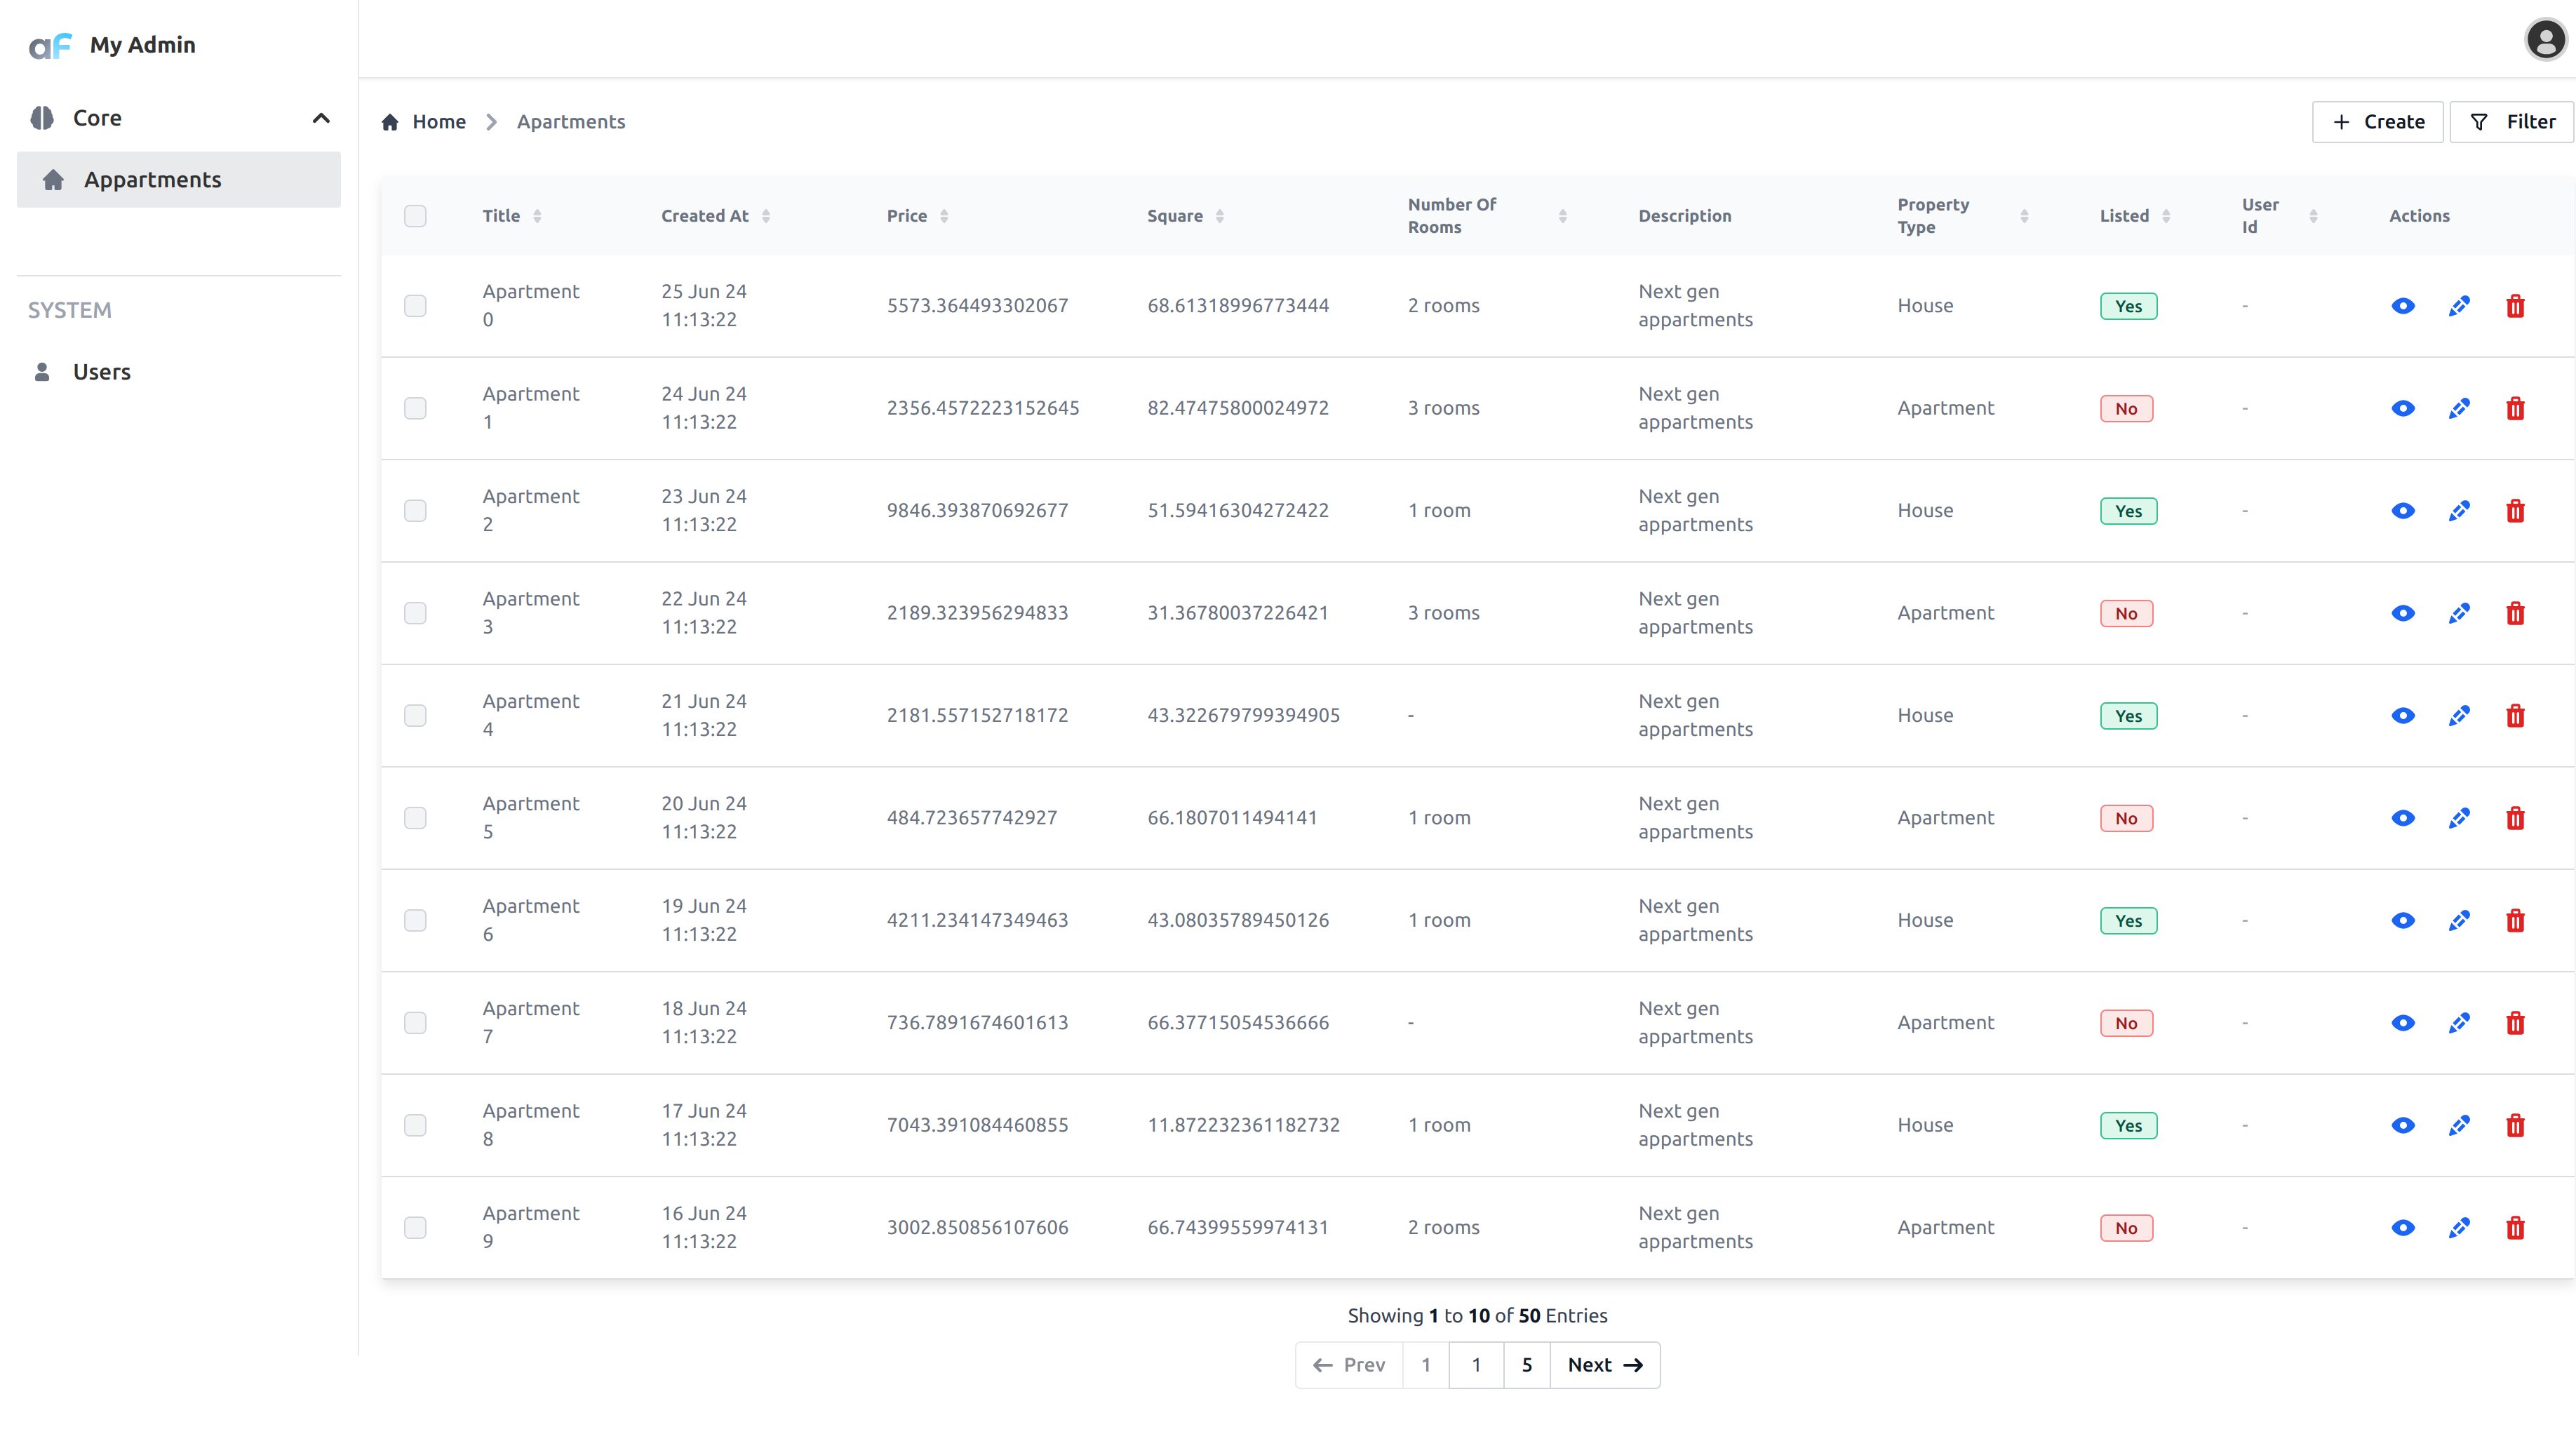 aF My Admin
Core
Appartments
SYSTEM
Users
Home Apartments
+ Create Filter
Title Created At Price Square Number Of Rooms Description Property Type Listed User Id Actions
Apartment 0 25 Jun 24 11:13:22 5573.364493302067 68.61318996773444 2 rooms Next gen appartments House Yes -
Apartment 1 24 Jun 24 11:13:22 2356.4572223152645 82.47475800024972 3 rooms Next gen appartments Apartment No -
Apartment 2 23 Jun 24 11:13:22 9846.393870692677 51.59416304272422 1 room Next gen appartments House Yes -
Apartment 3 22 Jun 24 11:13:22 2189.323956294833 31.36780037226421 3 rooms Next gen appartments Apartment No -
Apartment 4 21 Jun 24 11:13:22 2181.557152718172 43.322679799394905 - Next gen appartments House Yes -
Apartment 5 20 Jun 24 11:13:22 484.723657742927 66.1807011494141 1 room Next gen appartments Apartment No -
Apartment 6 19 Jun 24 11:13:22 4211.234147349463 43.08035789450126 1 room Next gen appartments House Yes -
Apartment 7 18 Jun 24 11:13:22 736.7891674601613 66.37715054536666 - Next gen appartments Apartment No -
Apartment 8 17 Jun 24 11:13:22 7043.391084460855 11.872232361182732 1 room Next gen appartments House Yes -
Apartment 9 16 Jun 24 11:13:22 3002.850856107606 66.74399559974131 2 rooms Next gen appartments Apartment No -
Showing 1 to 10 of 50 Entries
Prev 1 1 5 Next